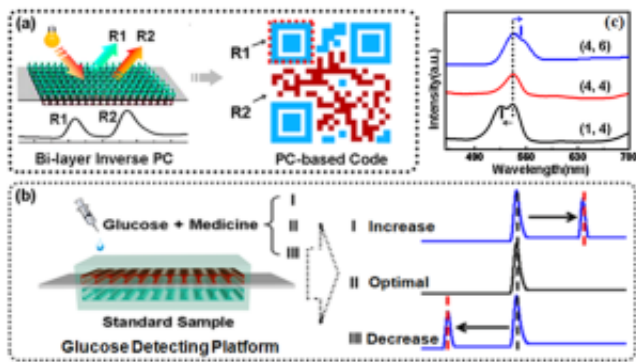 (a)
R1 R2
R1
R2
R1 R2
Bi-layer Inverse PC
PC-based Code
(c)
Intensity(a.u.)
(4, 6)
(4, 4)
(1, 4)
490 560 630 700
Wavelength(nm)
(b)
Glucose + Medicine
I
II
III
Standard Sample
Glucose Detecting Platform
I Increase
II Optimal
III Decrease